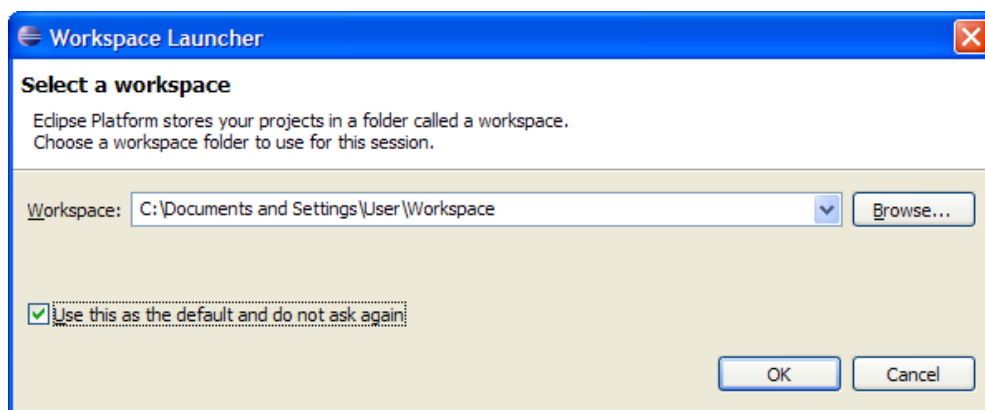 Workspace Launcher
Select a workspace
Eclipse Platform stores your projects in a folder called a workspace.
Choose a workspace folder to use for this session.
Workspace: C:\Documents and Settings\User\Workspace Browse...
Use this as the default and do not ask again
OK Cancel